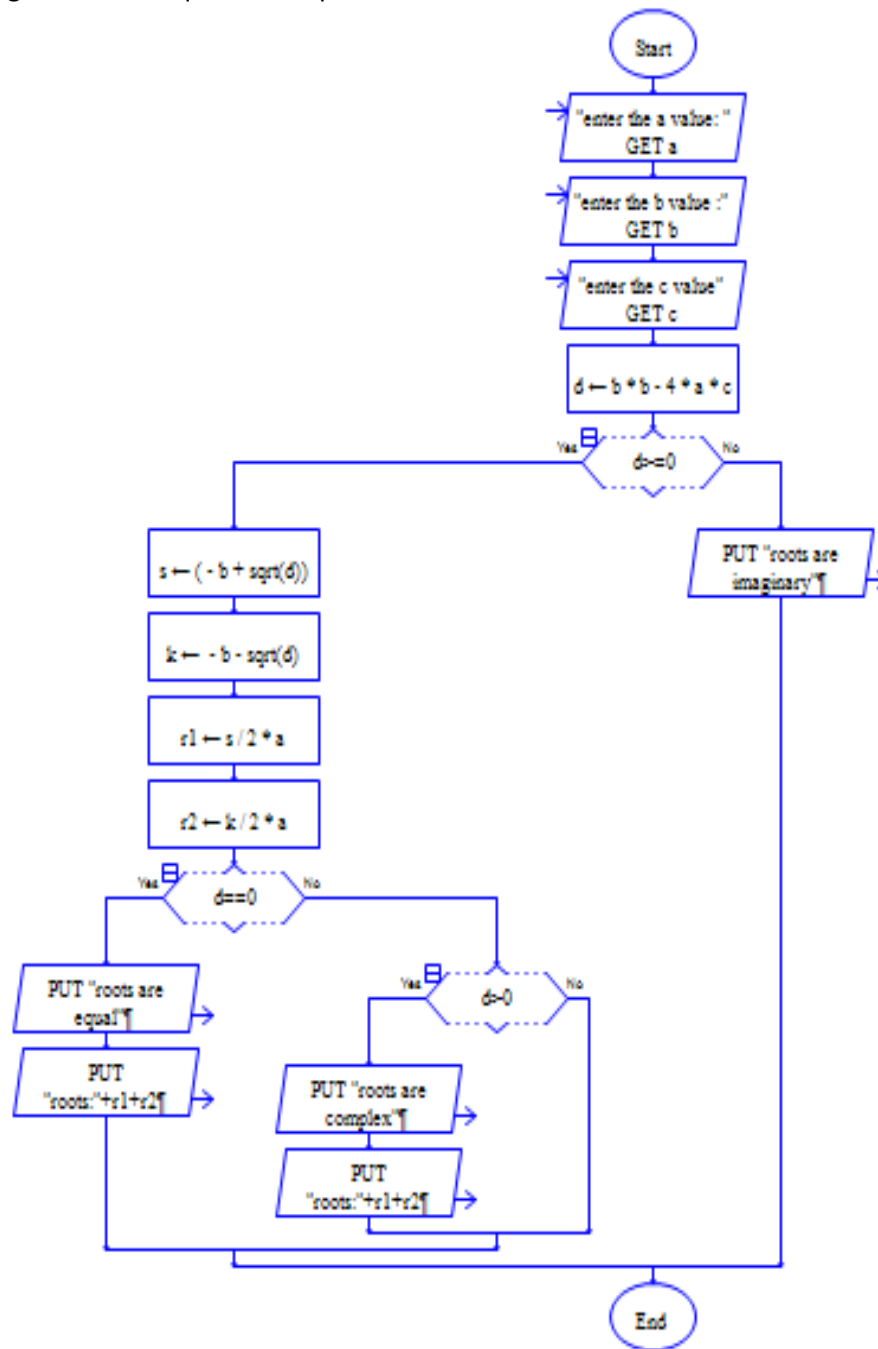 Start
"enter the a value: "
GET a
"enter the b value :"
GET b
"enter the c value"
GET c
d ← b * b - 4 * a * c
Yes
d>=0
No
s ← ( - b + sqrt(d))
PUT "roots are
imaginary"¶
k ← - b - sqrt(d)
r1 ← s / 2 * a
r2 ← k / 2 * a
Yes
d==0
No
PUT "roots are
equal"¶
PUT
"roots:"+r1+r2¶
Yes
d>0
No
PUT "roots are
complex"¶
PUT
"roots:"+r1+r2¶
End